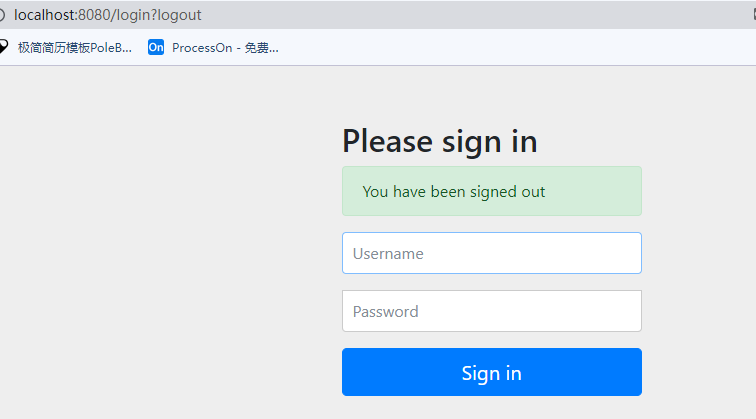 localhost:8080/login?logout
极简简历模板PoleB... On ProcessOn - 免费...
Please sign in
You have been signed out
Username
Password
Sign in